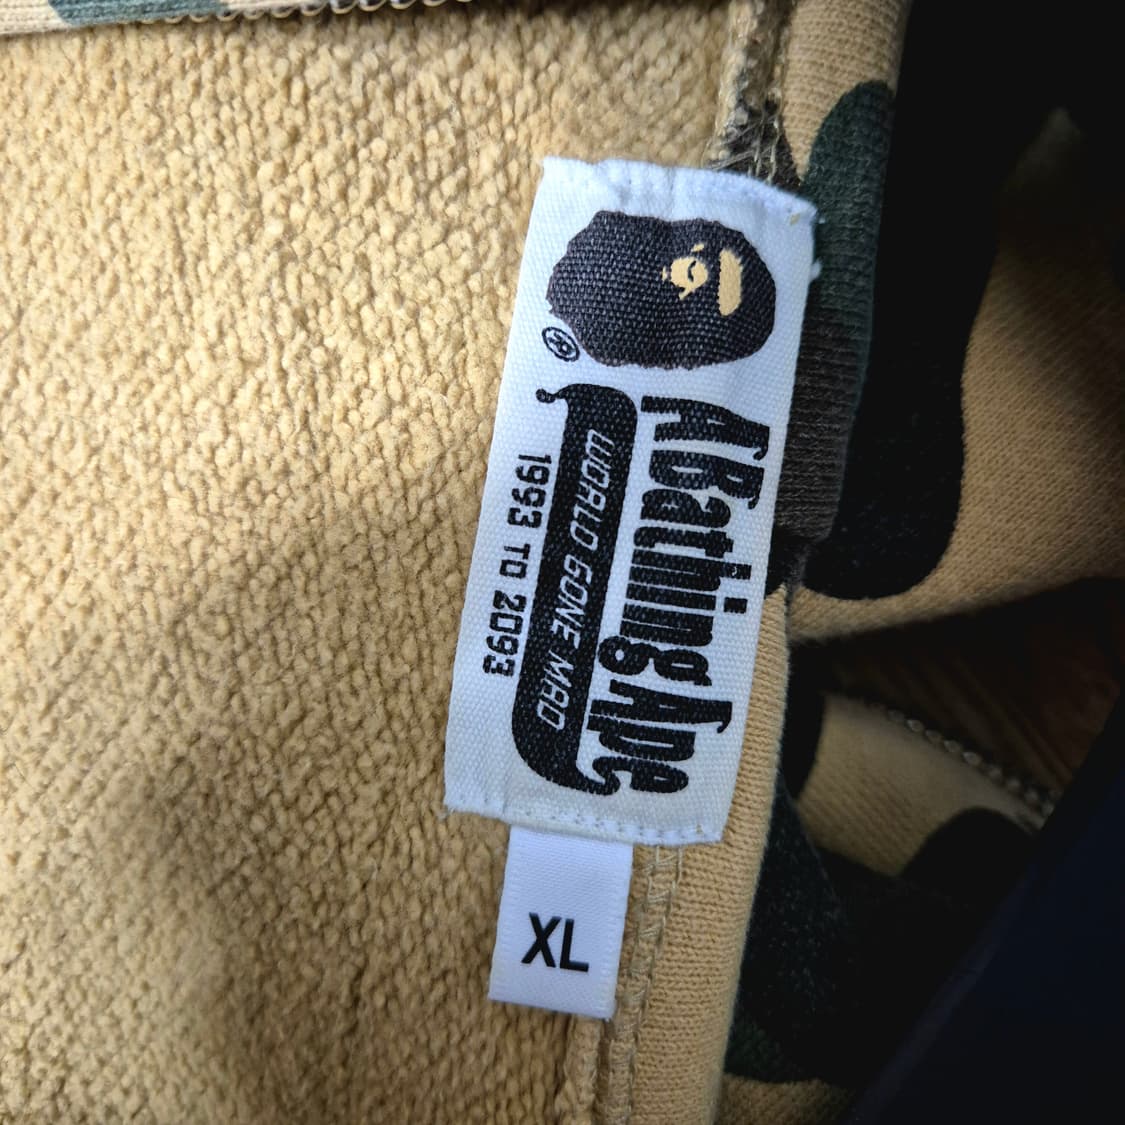 ®
A Bathing Ape
WORLD GONE MAD
1993 TO 2093
XL